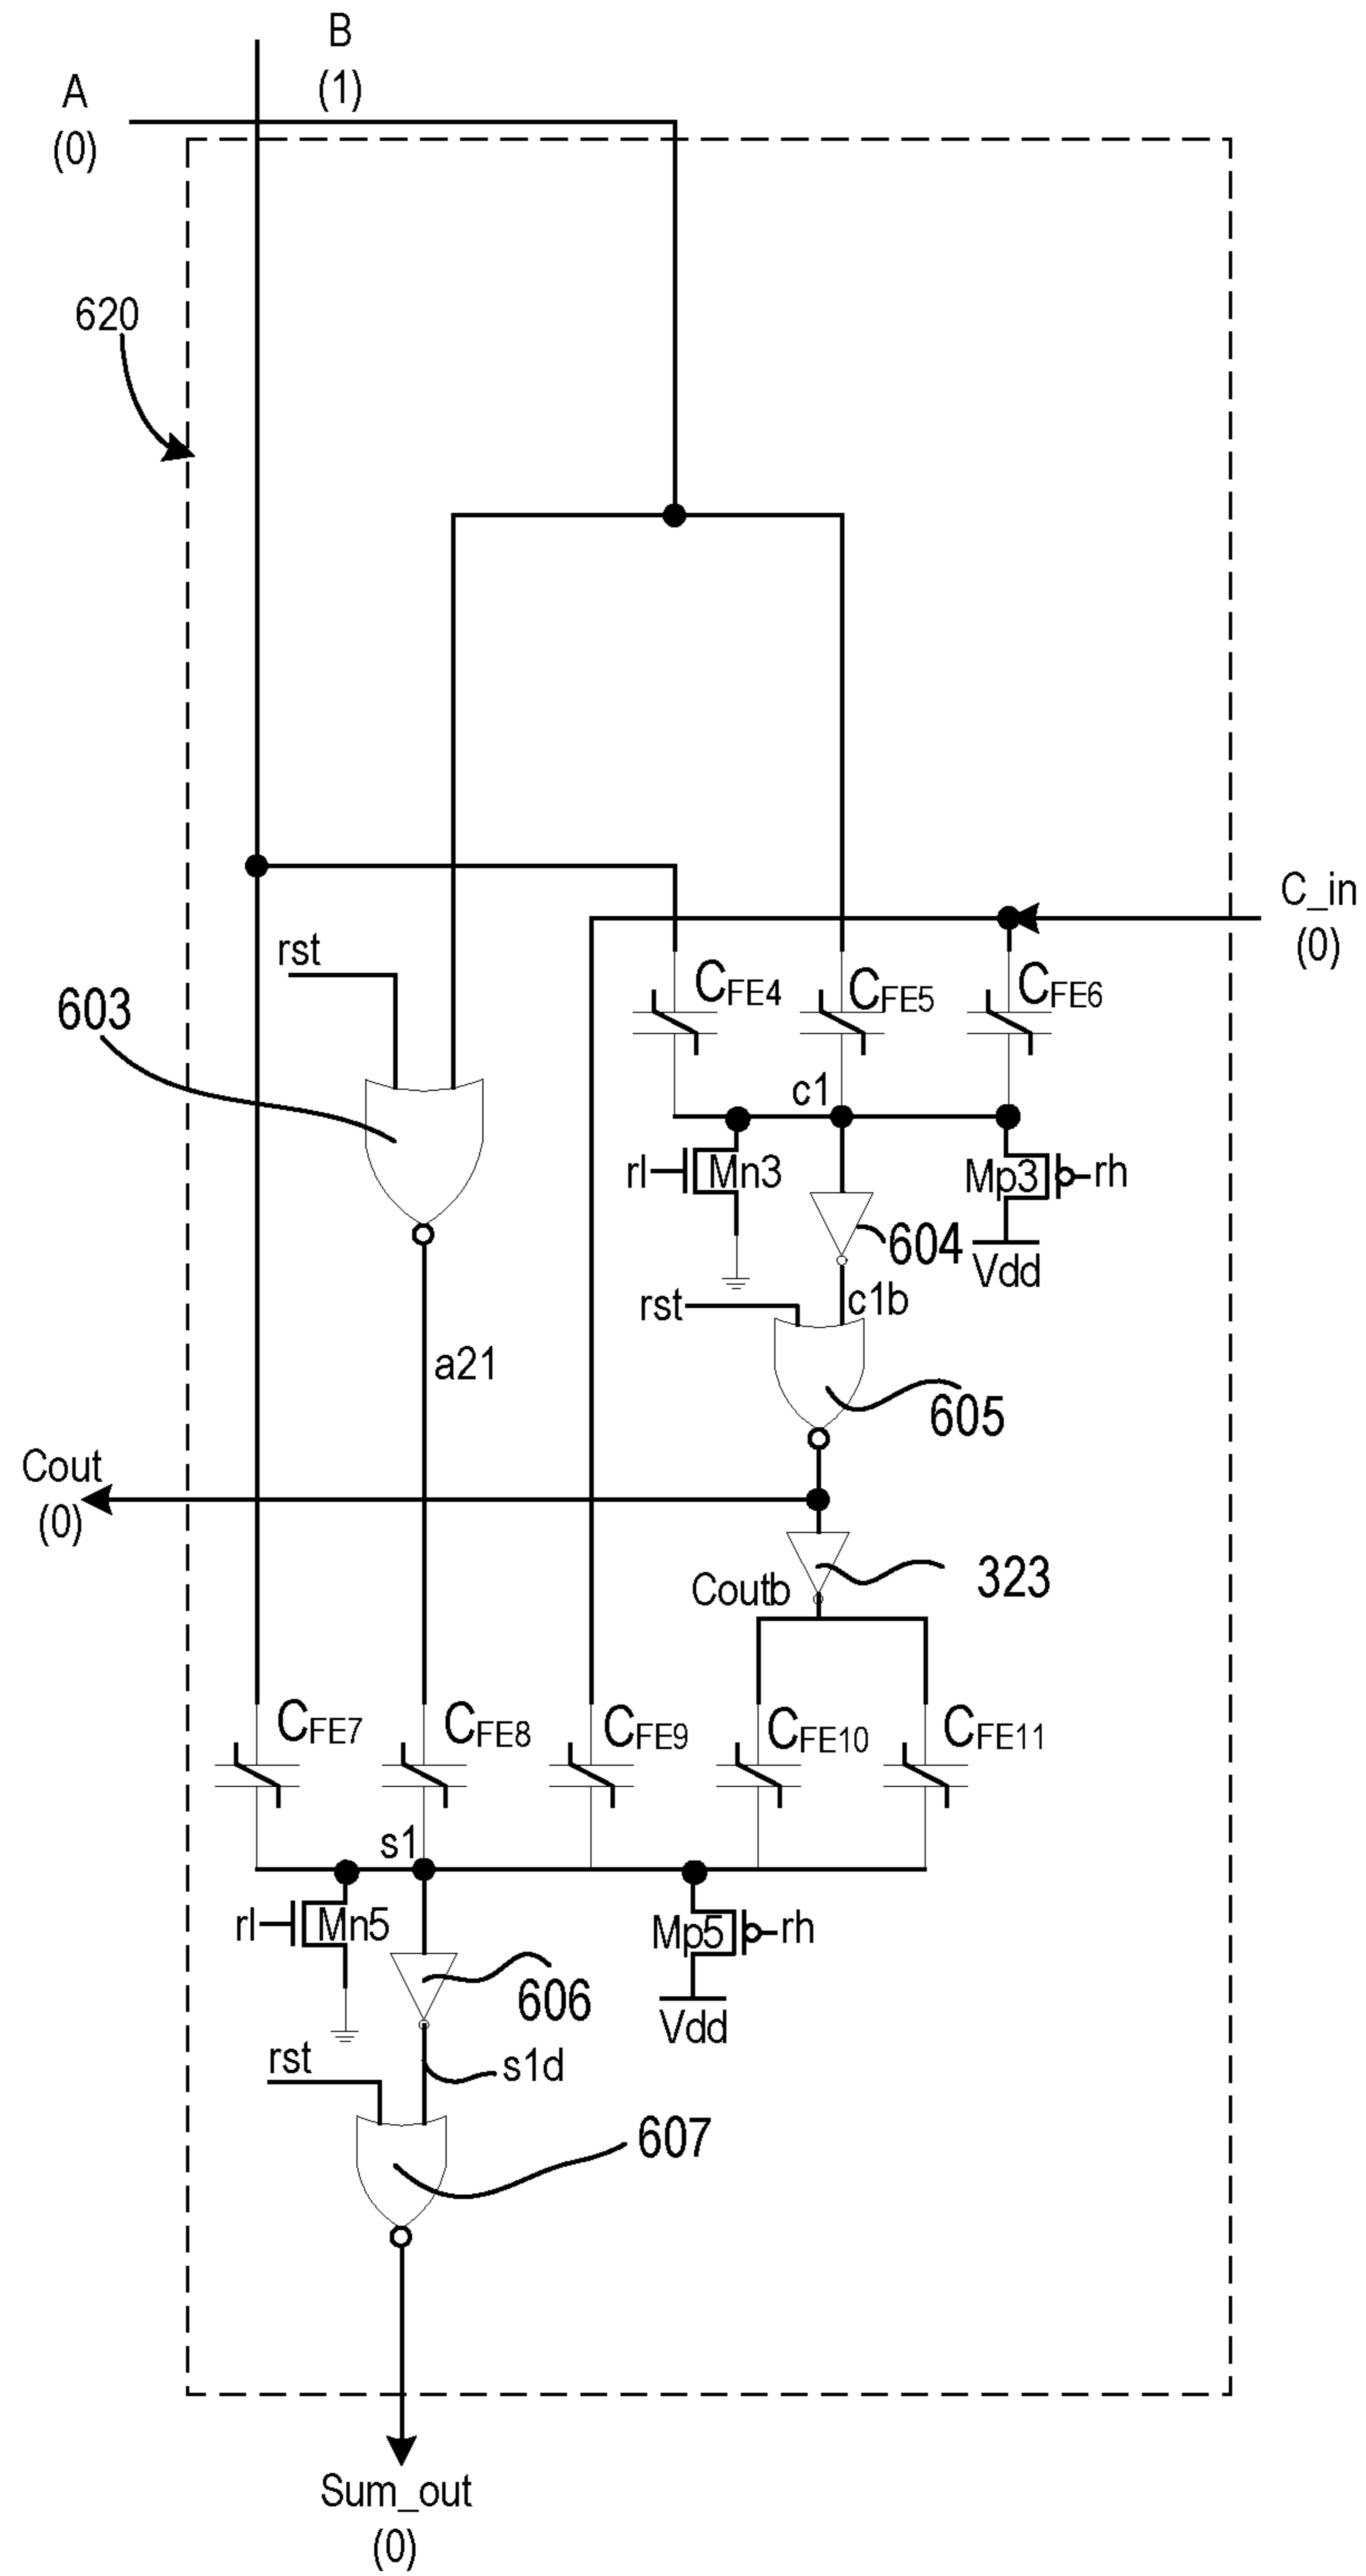 B
(1)
A
(0)
620
C_in
(0)
rst
603
CFE4
CFE5
CFE6
c1
rl
Mn3
Mp3
rh
604
Vdd
rst
c1b
a21
605
Cout
(0)
323
Coutb
CFE7
CFE8
CFE9
CFE10
CFE11
s1
rl
Mn5
Mp5
rh
606
Vdd
rst
s1d
607
Sum_out
(0)